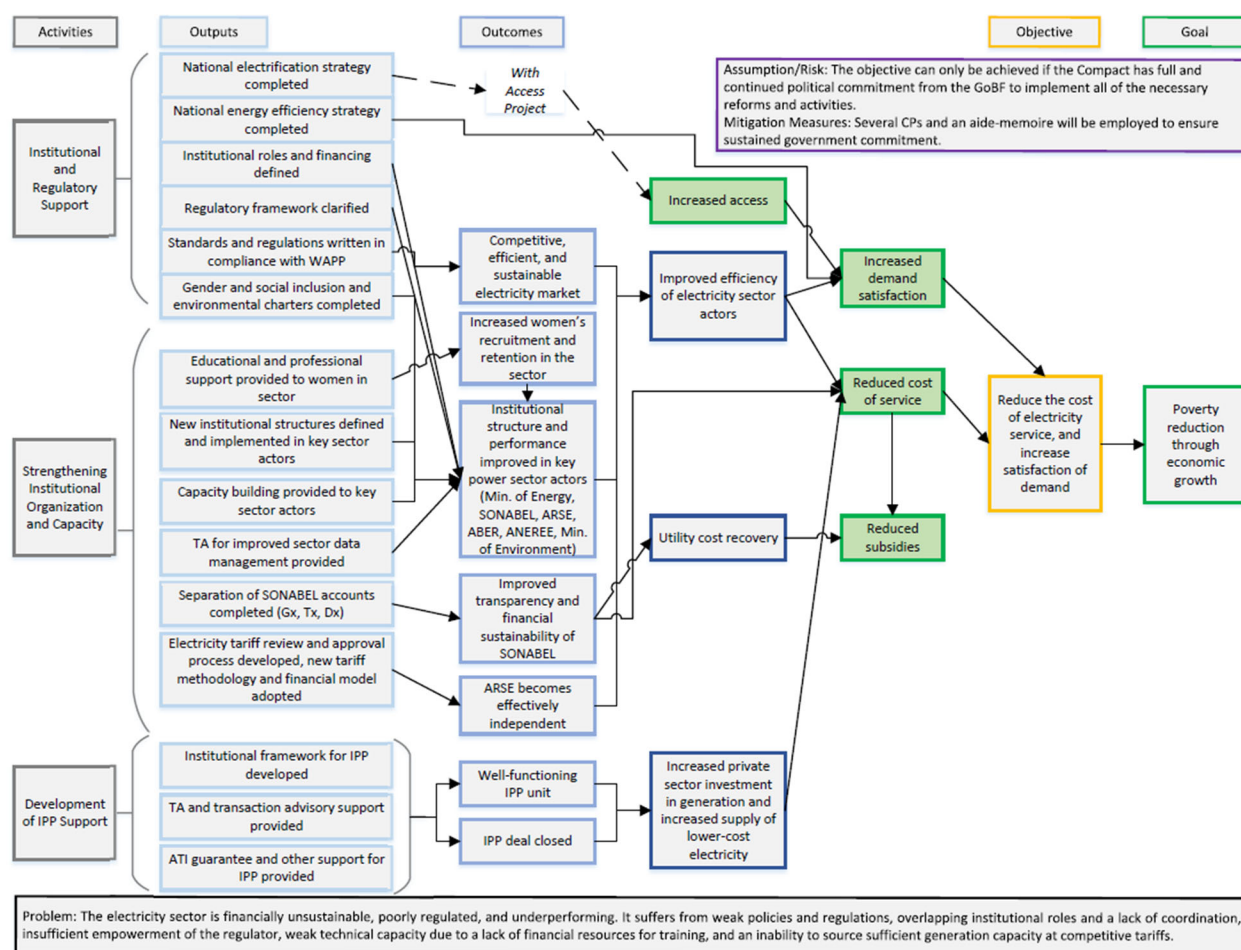 Activities
Outputs
Outcomes
Objective
Goal
Assumption/Risk: The objective can only be achieved if the Compact has full and
continued political commitment from the GoBF to implement all of the necessary
reforms and activities.
Mitigation Measures: Several CPs and an aide-memoire will be employed to ensure
sustained government commitment.
Institutional
and
Regulatory
Support
National electrification strategy
completed
National energy efficiency strategy
completed
Institutional roles and financing
defined
Regulatory framework clarified
Standards and regulations written in
compliance with WAPP
Gender and social inclusion and
environmental charters completed
With
Access
Project
Strengthening
Institutional
Organization
and Capacity
Educational and professional
support provided to women in
sector
New institutional structures defined
and implemented in key sector
actors
Capacity building provided to key
sector actors
TA for improved sector data
management provided
Separation of SONABEL accounts
completed (Gx, Tx, Dx)
Electricity tariff review and approval
process developed, new tariff
methodology and financial model
adopted
Competitive,
efficient, and
sustainable
electricity market
Increased women's
recruitment and
retention in the
sector
Institutional
structure and
performance
improved in key
power sector actors
(Min. of Energy,
SONABEL, ARSE,
ABER, ANEREE, Min.
of Environment)
Improved
transparency and
financial
sustainability of
SONABEL
ARSE becomes
effectively
independent
Increased access
Improved efficiency
of electricity sector
actors
Utility cost recovery
Increased
demand
satisfaction
Reduced cost
of service
Reduced
subsidies
Reduce the cost
of electricity
service, and
increase
satisfaction of
demand
Poverty
reduction
through
economic
growth
Development
of IPP Support
Institutional framework for IPP
developed
TA and transaction advisory support
provided
ATI guarantee and other support for
IPP provided
Well-functioning
IPP unit
IPP deal closed
Increased private
sector investment
in generation and
increased supply of
lower-cost
electricity
Problem: The electricity sector is financially unsustainable, poorly regulated, and underperforming. It suffers from weak policies and regulations, overlapping institutional roles and a lack of coordination,
insufficient empowerment of the regulator, weak technical capacity due to a lack of financial resources for training, and an inability to source sufficient generation capacity at competitive tariffs.